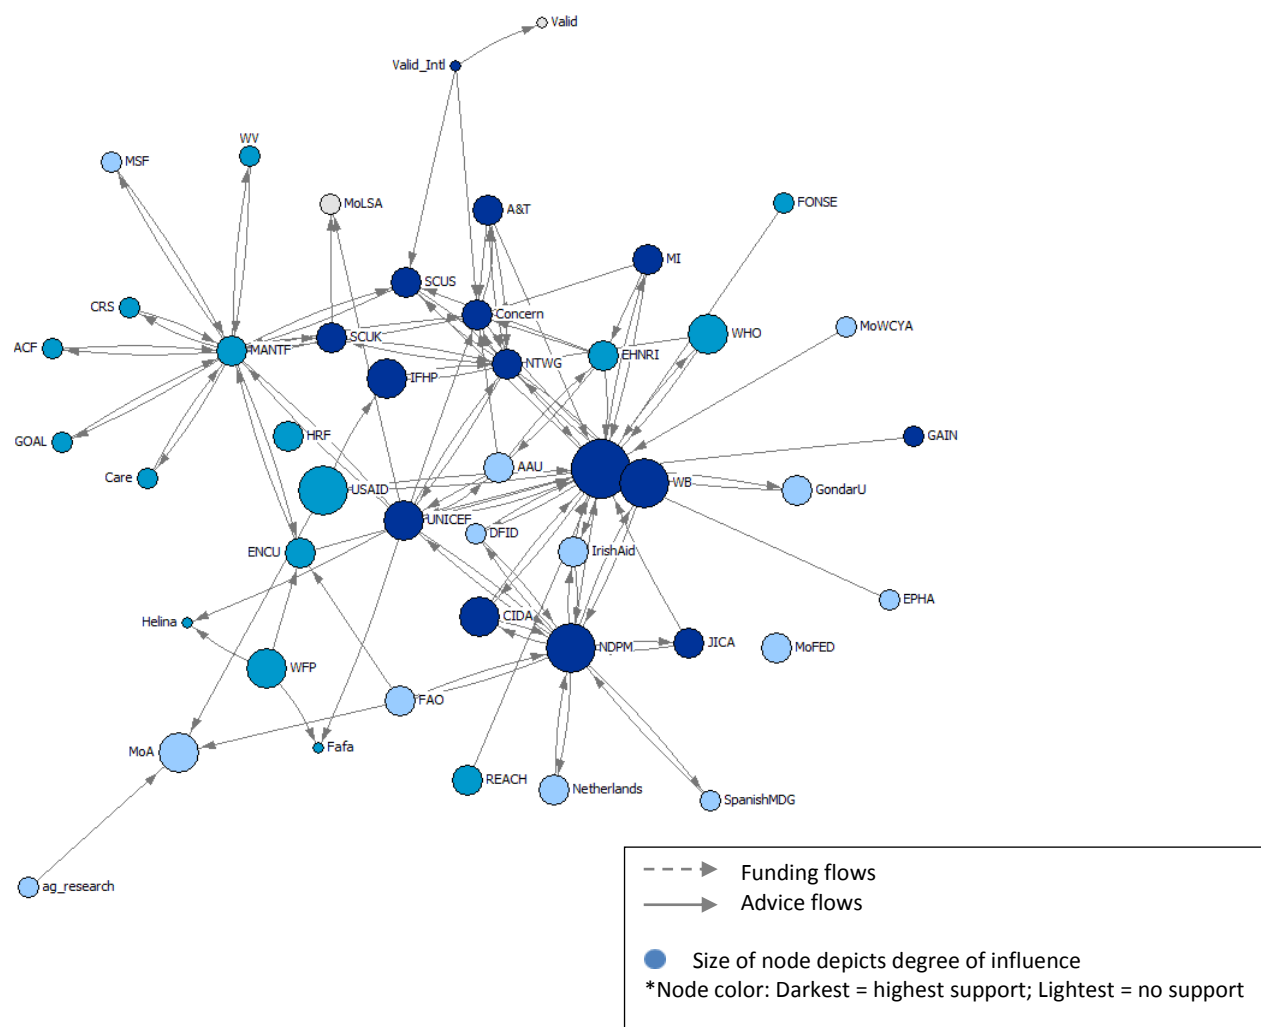 Valid
Valid_Intl
WV
MSF
MoLSA
A&T
FONSE
MI
SCUS
CRS
Concern
MoWCYA
SCUK
WHO
ACF
MANTF
EHNRI
NTWG
IFHP
GOAL
HRF
GAIN
Care
AAU
USAID
WB
GondarU
UNICEF
DFID
ENCU
IrishAid
EPHA
Helina
CIDA
NDPM
JICA
MoFED
WFP
FAO
MoA
Fafa
REACH
Netherlands
SpanishMDG
ag_research
Funding flows
Advice flows
Size of node depicts degree of influence
*Node color: Darkest = highest support; Lightest = no support